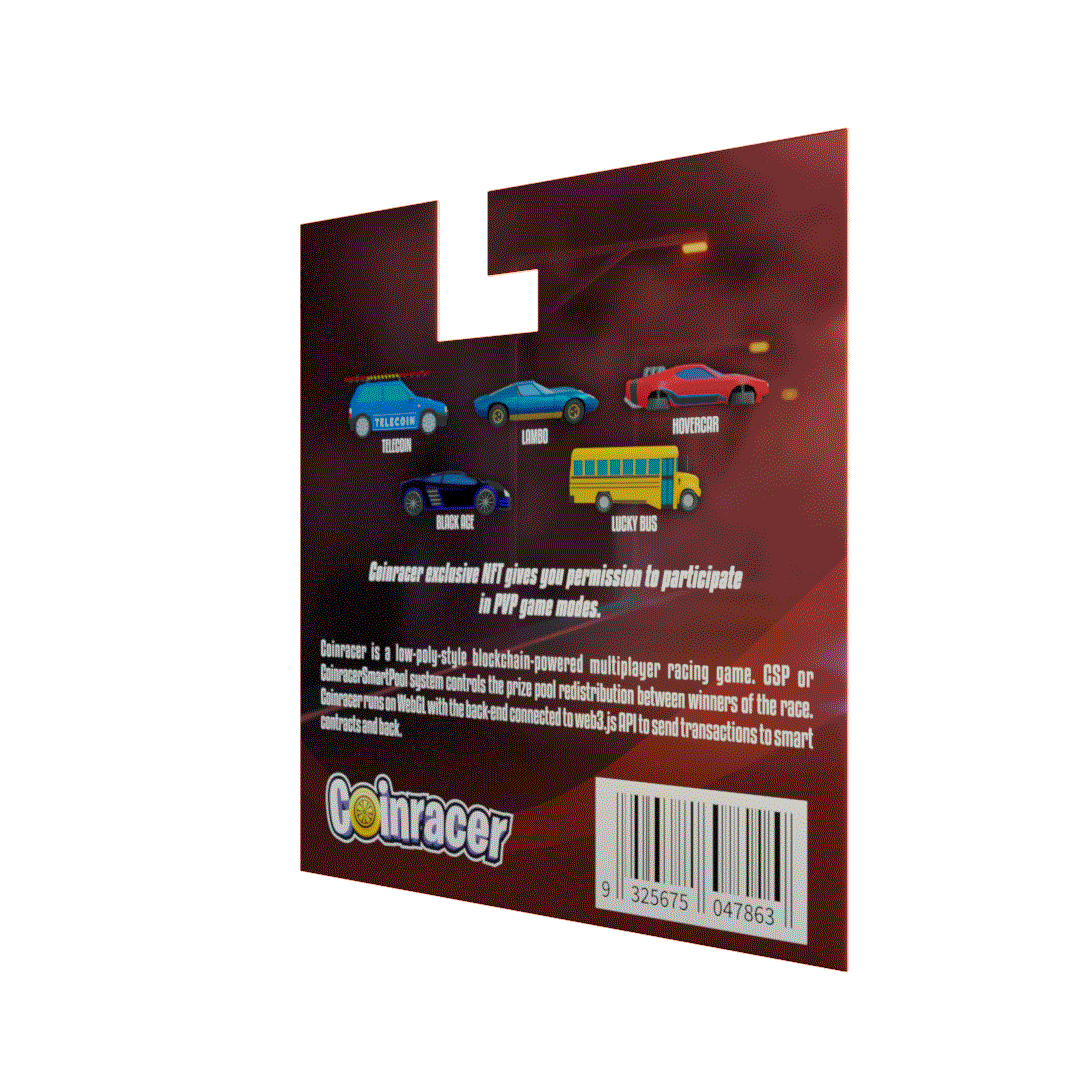 TELECOIN
TELECOIN
LAMBO
HOVERCAR
BLACK ACE
LUCKY BUS
Coinracer exclusive NFT gives you permission to participate
in PVP game modes.
Coinracer is a low-poly-style blockchain-powered multiplayer racing game. CSP or
CoinracerSmartPool system controls the prize pool redistribution between winners of the race.
Coinracer runs on WebGL with the back-end connected to web3.js API to send transactions to smart
contracts and back.
Coinracer
9 325675 047863